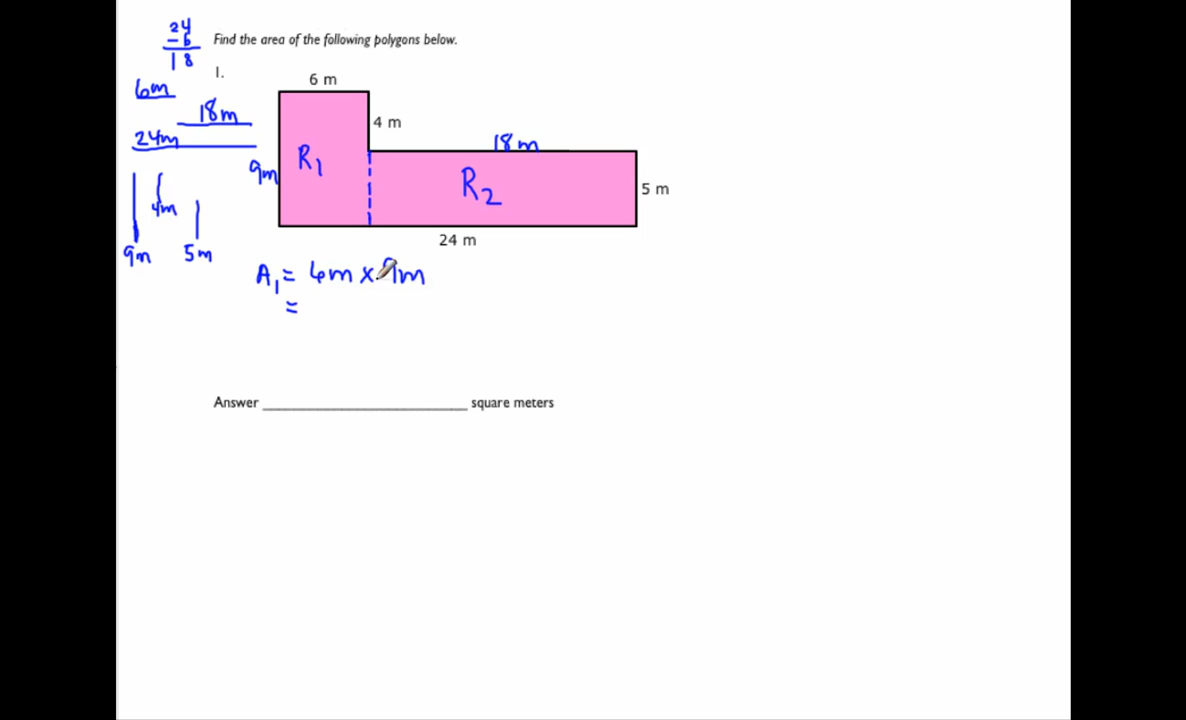 24
Find the area of the following polygons below.
-6
18
1.
6 m
6m
18m
4 m
24m
18m
9m
R1
R2
5 m
4m
24 m
9m
5m
A1 = 6m x 9m
=
Answer ____________________________ square meters